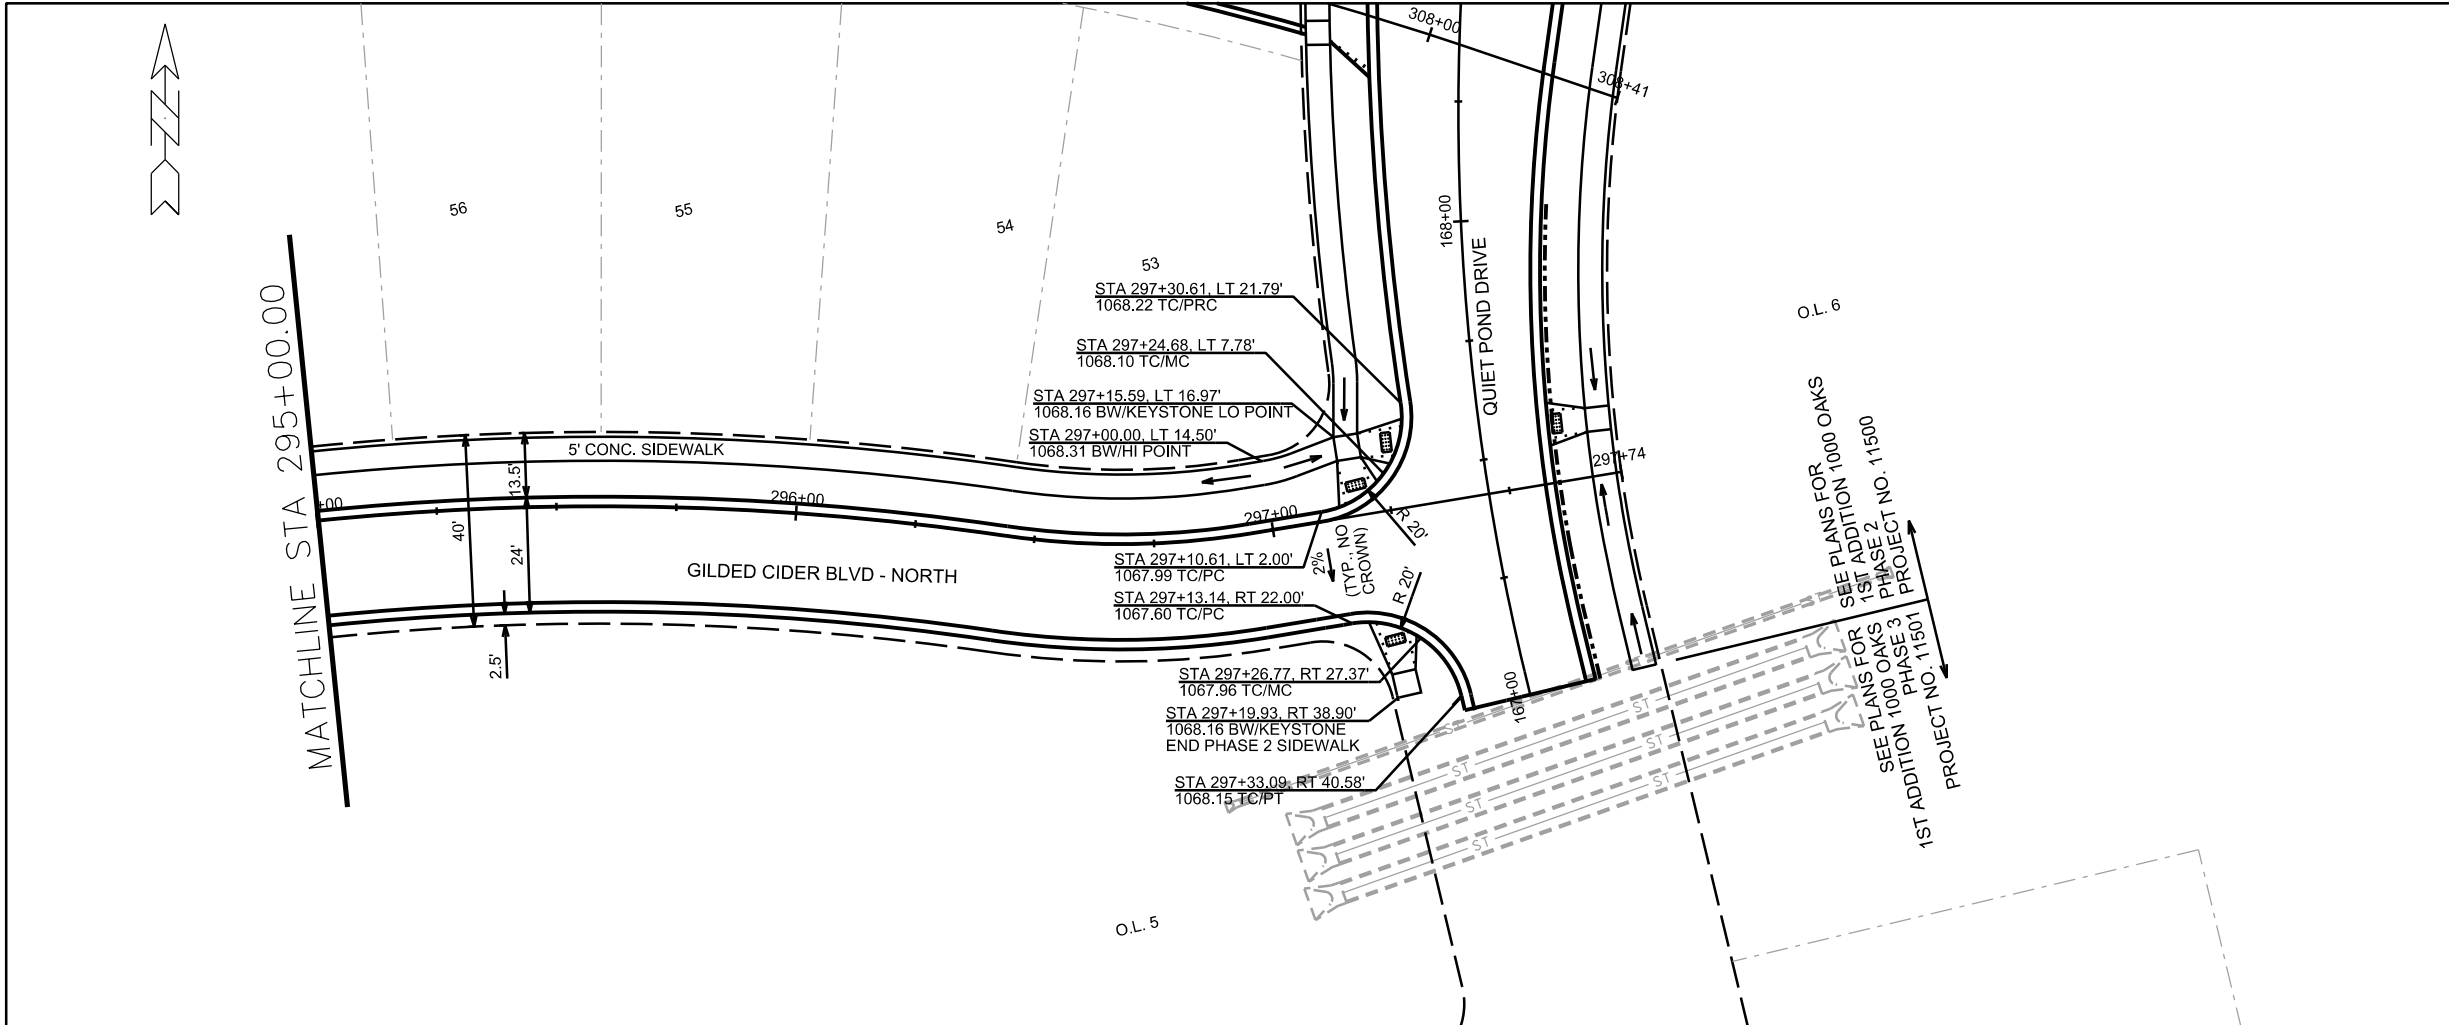 308+00
308+41
N
56
55
54
53
168+00
QUIET POND DRIVE
O.L. 6
MATCHLINE STA 295+00.00
STA 297+30.61, LT 21.79'
1068.22 TC/PRC
STA 297+24.68, LT 7.78'
1068.10 TC/MC
STA 297+15.59, LT 16.97'
1068.16 BW/KEYSTONE LO POINT
STA 297+00.00, LT 14.50'
1068.31 BW/HI POINT
5' CONC. SIDEWALK
13.5'
40'
24'
2.5'
+00
296+00
297+00
297+74
R 20'
2%
(TYP., NO
CROWN)
R 20'
GILDED CIDER BLVD - NORTH
STA 297+10.61, LT 2.00'
1067.99 TC/PC
STA 297+13.14, RT 22.00'
1067.60 TC/PC
STA 297+26.77, RT 27.37'
1067.96 TC/MC
STA 297+19.93, RT 38.90'
1068.16 BW/KEYSTONE
END PHASE 2 SIDEWALK
STA 297+33.09, RT 40.58'
1068.15 TC/PT
167+00
SEE PLANS FOR
1ST ADDITION 1000 OAKS
PHASE 2
PROJECT NO. 11500
SEE PLANS FOR
1ST ADDITION 1000 OAKS
PHASE 3
PROJECT NO. 11501
ST
ST
ST
ST
ST
ST
ST
ST
O.L. 5